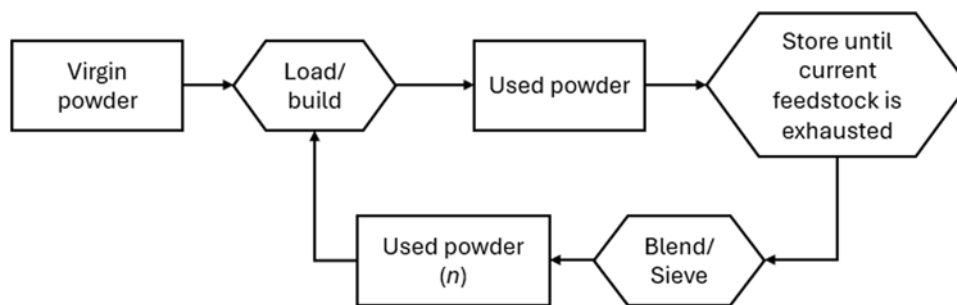 Virgin
powder
Load/
build
Used powder
Store until
current
feedstock is
exhausted
Used powder
(n)
Blend/
Sieve